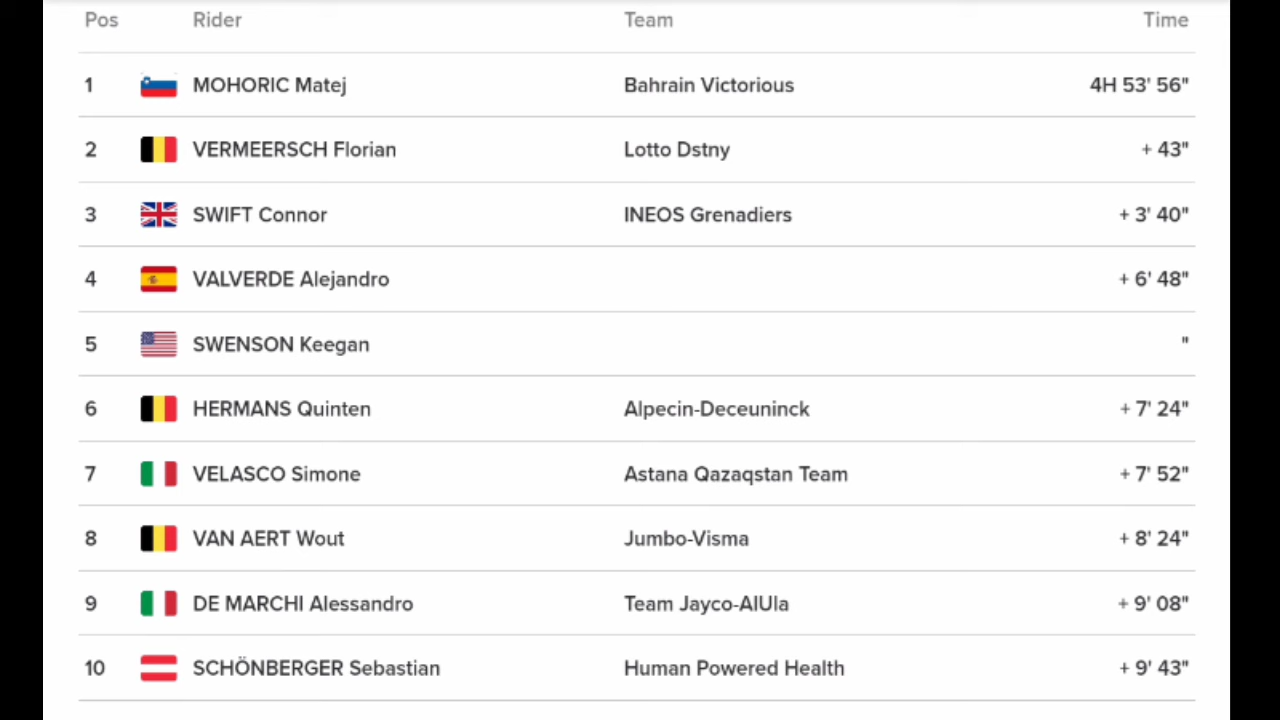 Pos Rider Team Time
1 MOHORIC Matej Bahrain Victorious 4H 53' 56"
2 VERMEERSCH Florian Lotto Dstny + 43"
3 SWIFT Connor INEOS Grenadiers + 3' 40"
4 VALVERDE Alejandro + 6' 48"
5 SWENSON Keegan "
6 HERMANS Quinten Alpecin-Deceuninck + 7' 24"
7 VELASCO Simone Astana Qazaqstan Team + 7' 52"
8 VAN AERT Wout Jumbo-Visma + 8' 24"
9 DE MARCHI Alessandro Team Jayco-AlUla + 9' 08"
10 SCHÖNBERGER Sebastian Human Powered Health + 9' 43"